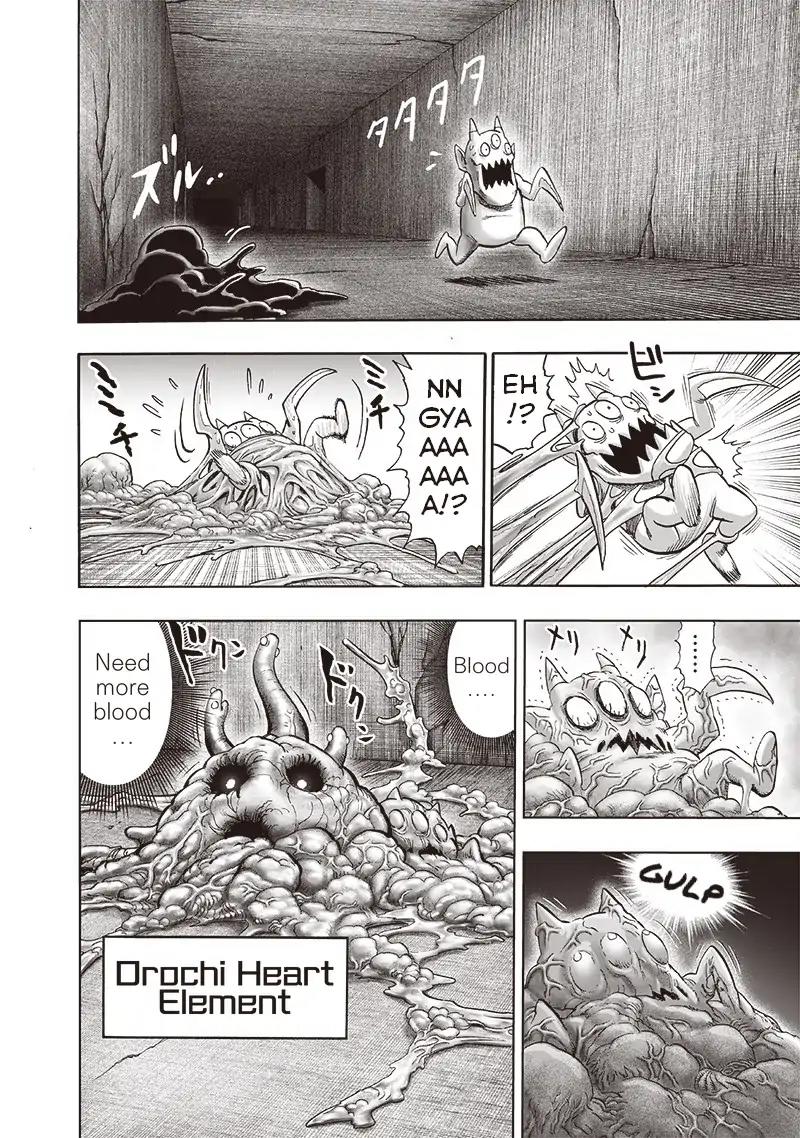 タタタタ
ズル..
ビシ
EH
!?
NN
GYA
AAA
AAA
A!?
ミチ
ミチ
......
メリ
メリ
GULP
Blood
....
ドクン
ドクン
Need
more
blood
...
Orochi Heart
Element